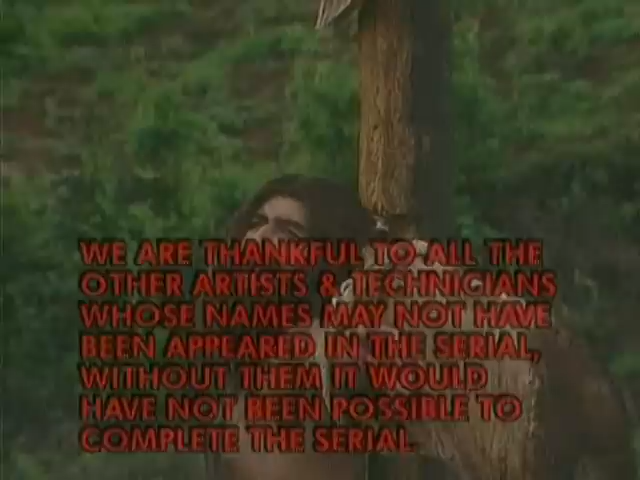 WE ARE THANKFUL TO ALL THE
OTHER ARTISTS & TECHNICIANS
WHOSE NAMES MAY NOT HAVE
BEEN APPEARED IN THE SERIAL,
WITHOUT THEM IT WOULD
HAVE NOT BEEN POSSIBLE TO
COMPLETE THE SERIAL